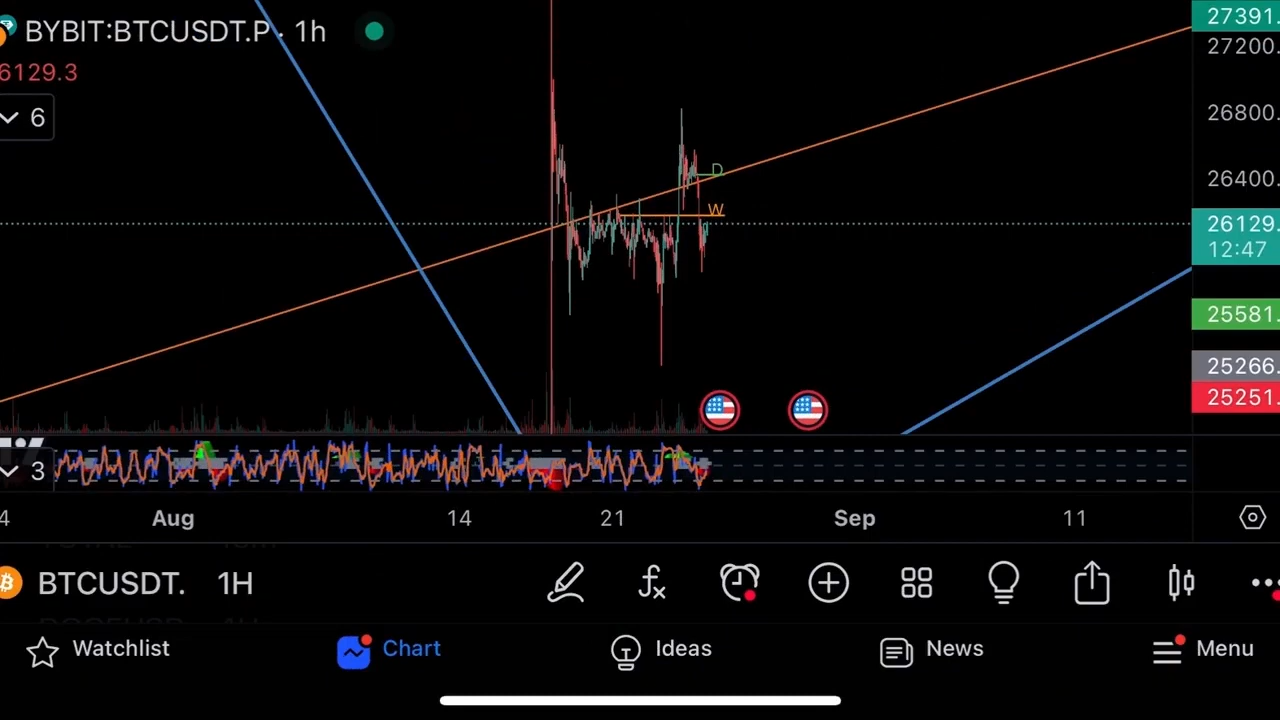 BYBIT:BTCUSDT.P · 1h
6129.3
6
D
W
27391.
27200.
26800.
26400.
26129.
12:47
25581.
25266.
25251.
3
4
Aug
14
21
Sep
11
BTCUSDT. 1H
Watchlist
Chart
Ideas
News
Menu